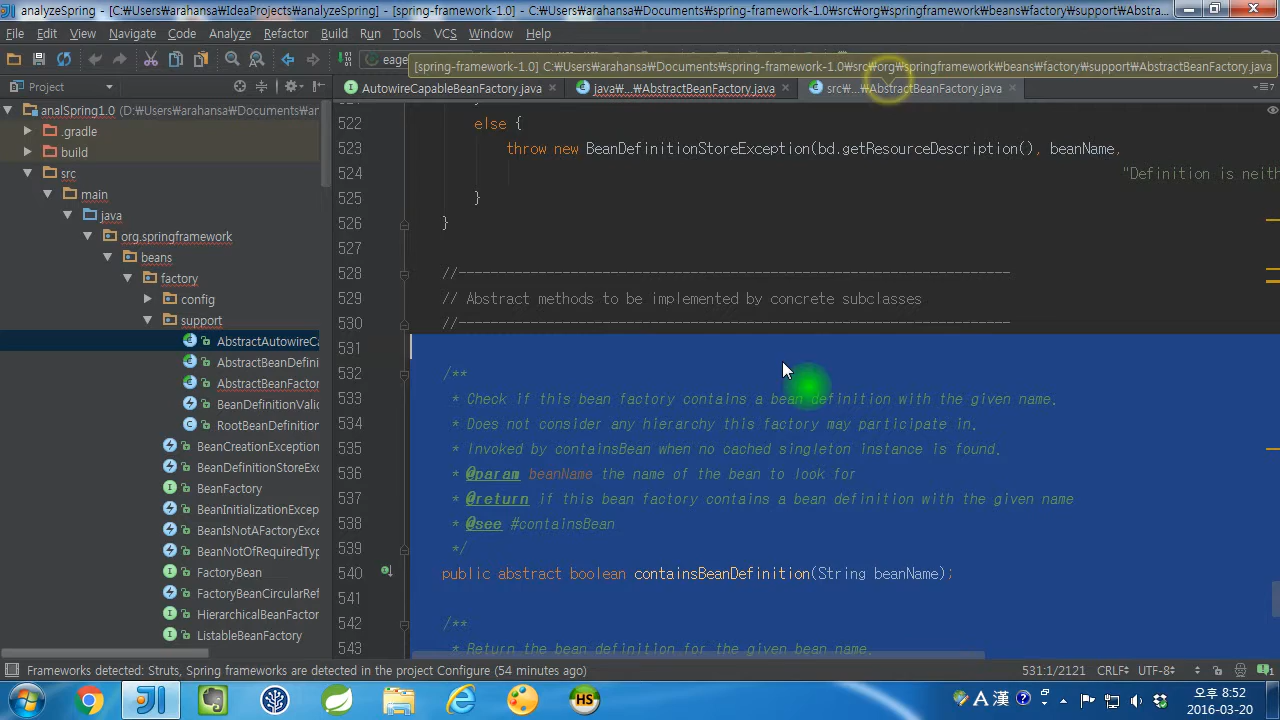 analyzeSpring - [C:₩Users₩arahansa₩IdeaProjects₩analyzeSpring] - [spring-framework-1.0] - C:₩Users₩arahansa₩Documents₩spring-framework-1.0₩src₩org₩springframework₩beans₩factory₩support₩Abstra...
File Edit View Navigate Code Analyze Refactor Build Run Tools VCS Window Help
eage
[spring-framework-1.0] C:₩Users₩arahansa₩Documents₩spring-framework-1.0₩src₩org₩springframework₩beans₩factory₩support₩AbstractBeanFactory.java
Project
AutowireCapableBeanFactory.java
java₩...₩AbstractBeanFactory.java
src₩...₩AbstractBeanFactory.java
analSpring1.0 (D:₩
.gradle
build
src
main
java
org.springframework
beans
factory
config
support
AbstractAutowireCa
AbstractBeanDefini
AbstractBeanFactor
BeanDefinitionValic
RootBeanDefinition
BeanCreationException
BeanDefinitionStoreExc
BeanFactory
BeanInitializationExcep
BeanIsNotAFactoryExce
BeanNotOfRequiredTyp
FactoryBean
FactoryBeanCircularRef
HierarchicalBeanFactor
ListableBeanFactory
522 else {
523 throw new BeanDefinitionStoreException(bd.getResourceDescription(), beanName,
524 "Definition is neith
525 }
526 }
527
528 //---------------------------------------------------------------------
529 // Abstract methods to be implemented by concrete subclasses
530 //---------------------------------------------------------------------
531
532 /**
533 * Check if this bean factory contains a bean definition with the given name.
534 * Does not consider any hierarchy this factory may participate in.
535 * Invoked by containsBean when no cached singleton instance is found.
536 * @param beanName the name of the bean to look for
537 * @return if this bean factory contains a bean definition with the given name
538 * @see #containsBean
539 */
540 public abstract boolean containsBeanDefinition(String beanName);
541
542 /**
543 * Return the bean definition for the given bean name.
Frameworks detected: Struts, Spring frameworks are detected in the project Configure (54 minutes ago)
531:1/2121 CRLF÷ UTF-8÷
A 漢
오후 8:52
2016-03-20